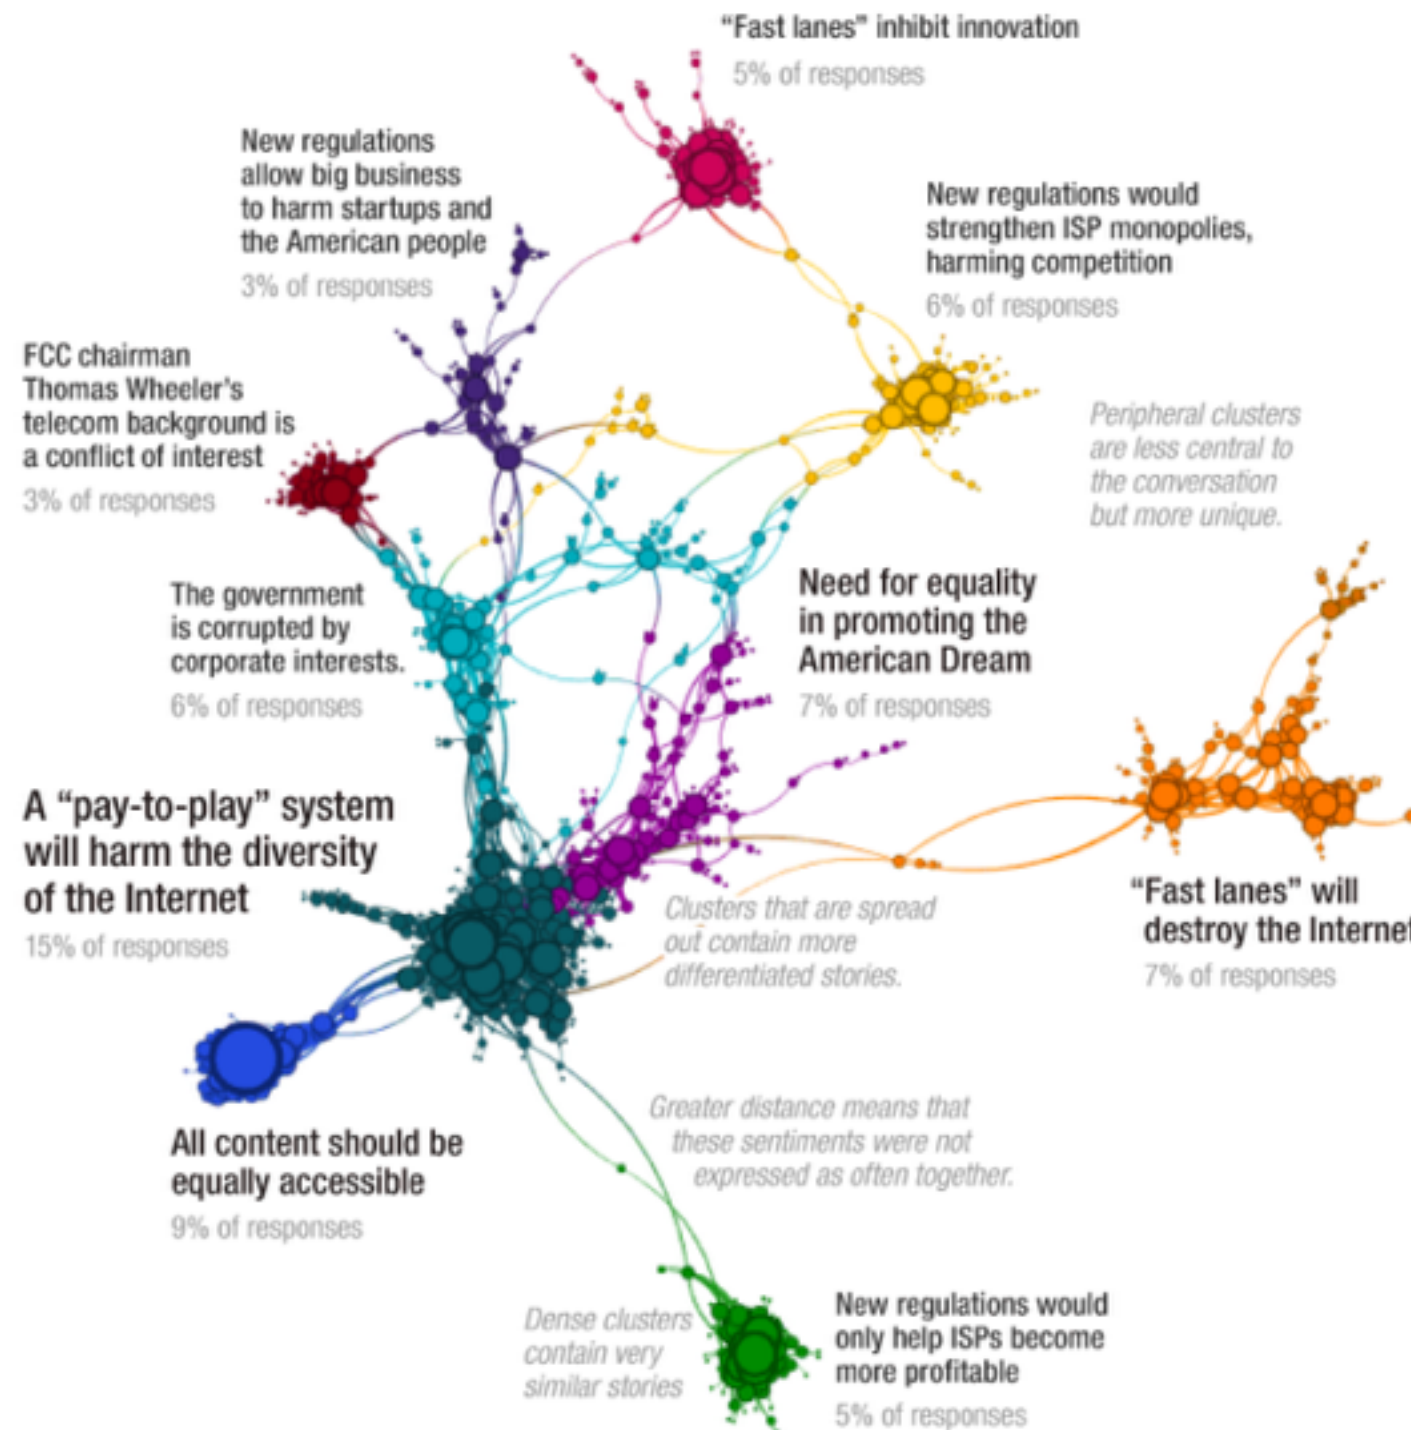 “Fast lanes” inhibit innovation
5% of responses
New regulations
allow big business
to harm startups and
the American people
3% of responses
New regulations would
strengthen ISP monopolies,
harming competition
6% of responses
FCC chairman
Thomas Wheeler’s
telecom background is
a conflict of interest
3% of responses
Peripheral clusters
are less central to
the conversation
but more unique.
The government
is corrupted by
corporate interests.
6% of responses
Need for equality
in promoting the
American Dream
7% of responses
A “pay-to-play” system
will harm the diversity
of the Internet
15% of responses
Clusters that are spread
out contain more
differentiated stories.
“Fast lanes” will
destroy the Internet
7% of responses
All content should be
equally accessible
9% of responses
Greater distance means that
these sentiments were not
expressed as often together.
Dense clusters
contain very
similar stories
New regulations would
only help ISPs become
more profitable
5% of responses